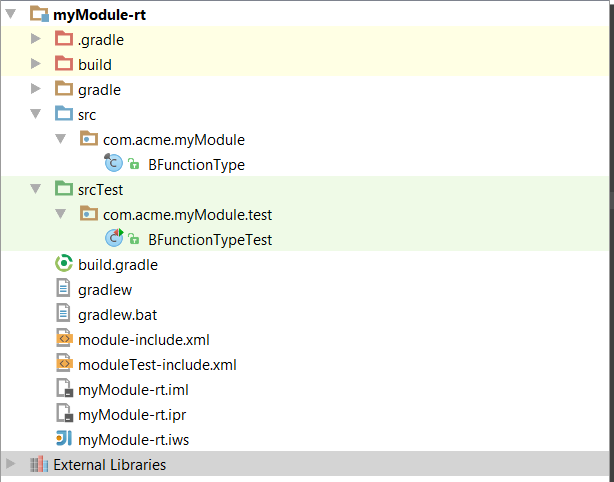 myModule-rt
.gradle
build
gradle
src
com.acme.myModule
BFunctionType
srcTest
com.acme.myModule.test
BFunctionTypeTest
build.gradle
gradlew
gradlew.bat
module-include.xml
moduleTest-include.xml
myModule-rt.iml
myModule-rt.ipr
myModule-rt.iws
External Libraries